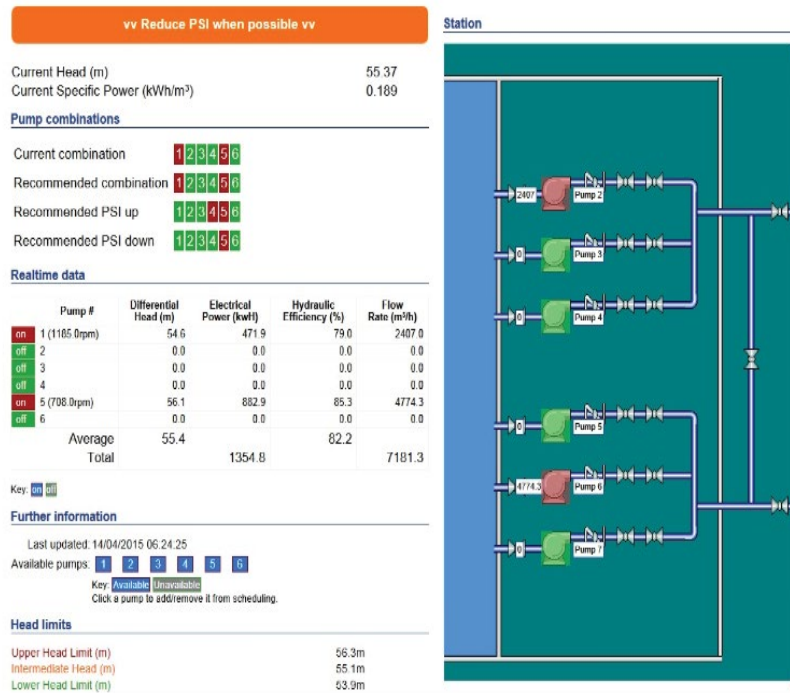 vv Reduce PSI when possible vv
Current Head (m) 55.37
Current Specific Power (kWh/m³) 0.189
Pump combinations
Current combination 1 2 3 4 5 6
Recommended combination 1 2 3 4 5 6
Recommended PSI up 1 2 3 4 5 6
Recommended PSI down 1 2 3 4 5 6
Realtime data
Pump # Differential Head (m) Electrical Power (kwH) Hydraulic Efficiency (%) Flow Rate (m³/h)
on 1 (1185.0rpm) 54.6 471.9 79.0 2407.0
off 2 0.0 0.0 0.0 0.0
off 3 0.0 0.0 0.0 0.0
off 4 0.0 0.0 0.0 0.0
on 5 (708.0rpm) 56.1 882.9 85.3 4774.3
off 6 0.0 0.0 0.0 0.0
Average 55.4 82.2
Total 1354.8 7181.3
Key: on off
Further information
Last updated: 14/04/2015 06:24:25
Available pumps: 1 2 3 4 5 6
Key: Available Unavailable
Click a pump to add/remove it from scheduling.
Head limits
Upper Head Limit (m) 56.3m
Intermediate Head (m) 55.1m
Lower Head Limit (m) 53.9m
Station
2407 Pump 2
0 Pump 3
0 Pump 4
0 Pump 5
4774.3 Pump 6
0 Pump 7